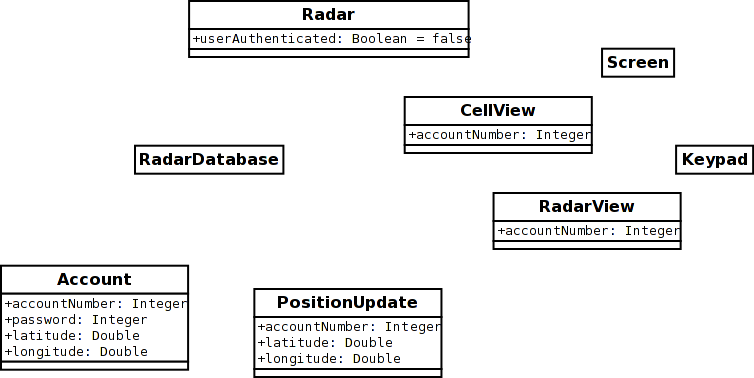 Radar
+userAuthenticated: Boolean = false
Screen
CellView
+accountNumber: Integer
RadarDatabase
Keypad
RadarView
+accountNumber: Integer
Account
+accountNumber: Integer
+password: Integer
+latitude: Double
+longitude: Double
PositionUpdate
+accountNumber: Integer
+latitude: Double
+longitude: Double